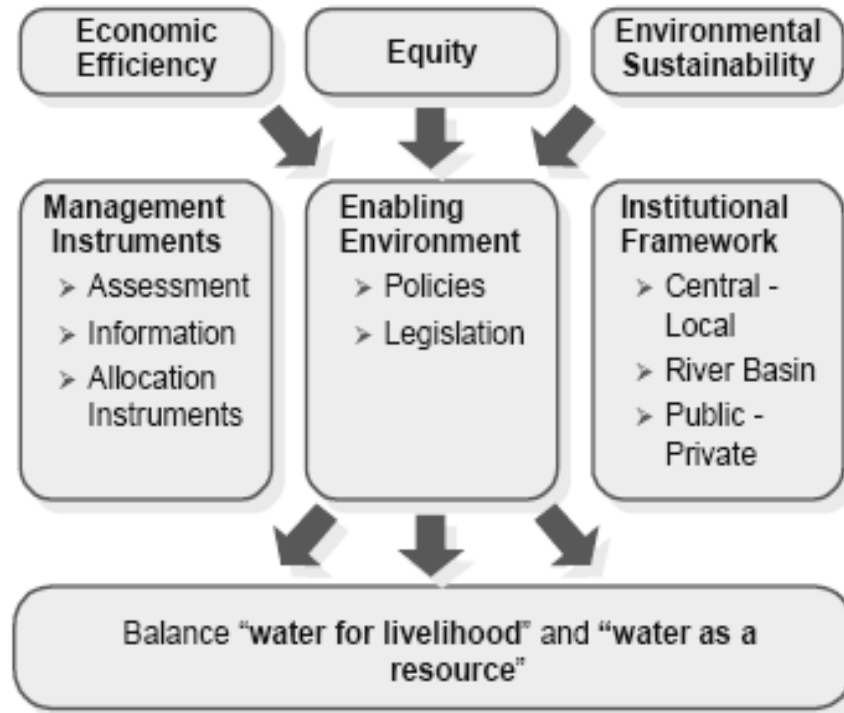 Economic
Efficiency
Equity
Environmental
Sustainability
Management
Instruments
➢ Assessment
➢ Information
➢ Allocation
Instruments
Enabling
Environment
➢ Policies
➢ Legislation
Institutional
Framework
➢ Central -
Local
➢ River Basin
➢ Public -
Private
Balance “water for livelihood” and “water as a
resource”